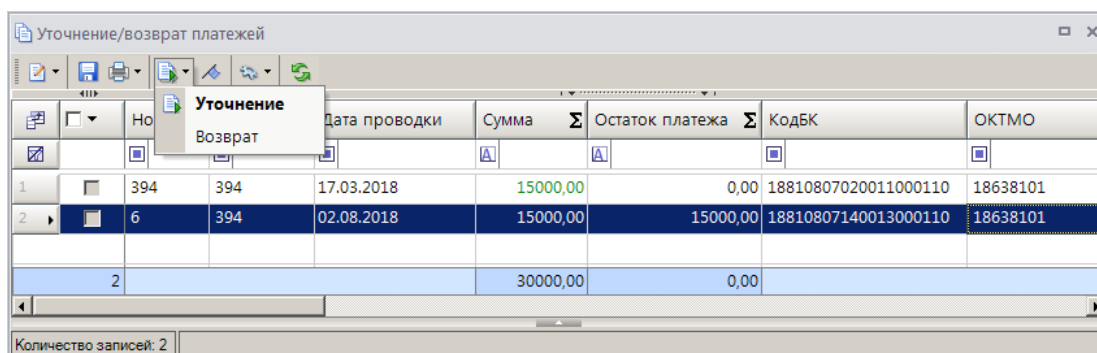 Уточнение/возврат платежей
Уточнение
Возврат
Но Дата проводки Сумма Σ Остаток платежа Σ КодБК ОКТМО
1 394 394 17.03.2018 15000,00 0,00 18810807020011000110 18638101
2 6 394 02.08.2018 15000,00 15000,00 18810807140013000110 18638101
2 30000,00 0,00
Количество записей: 2